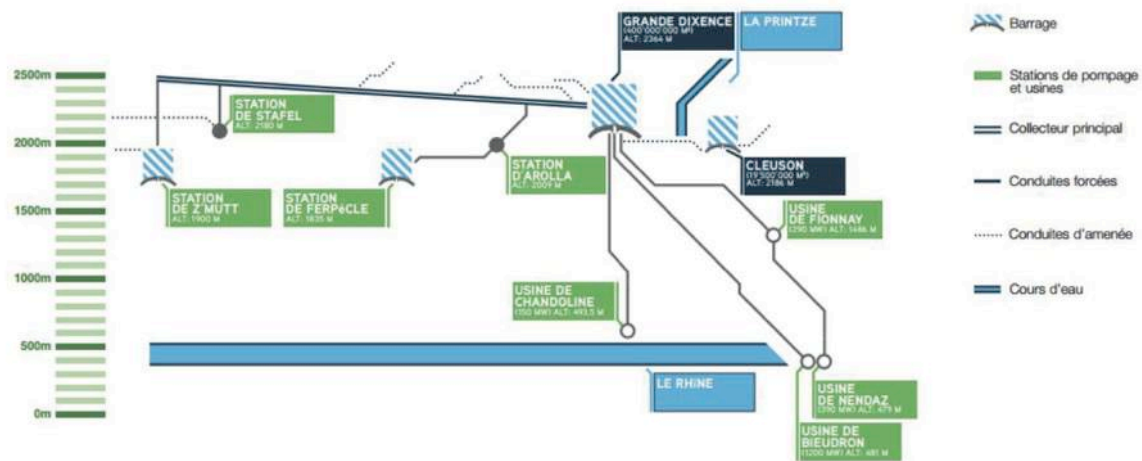 GRANDE DIXENCE
(400'000'000 M³)
ALT: 2364 M
LA PRINTZE
Barrage
Stations de pompage
et usines
Collecteur principal
Conduites forcées
Conduites d'amenée
Cours d'eau
2500m
2000m
1500m
1000m
500m
0m
STATION
DE STAFEL
ALT: 2180 M
STATION
D'AROLLA
ALT: 2009 M
CLEUSON
(19'500'000 M³)
ALT: 2186 M
STATION
DE Z'MUTT
ALT: 1900 M
STATION
DE FERPÈCLE
ALT: 1835 M
USINE
DE FIONNAY
(290 MW) ALT: 1486 M
USINE DE
CHANDOLINE
(150 MW) ALT: 493,5 M
LE RHiNE
USINE
DE NENDAZ
(390 MW) ALT: 479 M
USINE DE
BIEUDRON
(1200 MW) ALT: 481 M